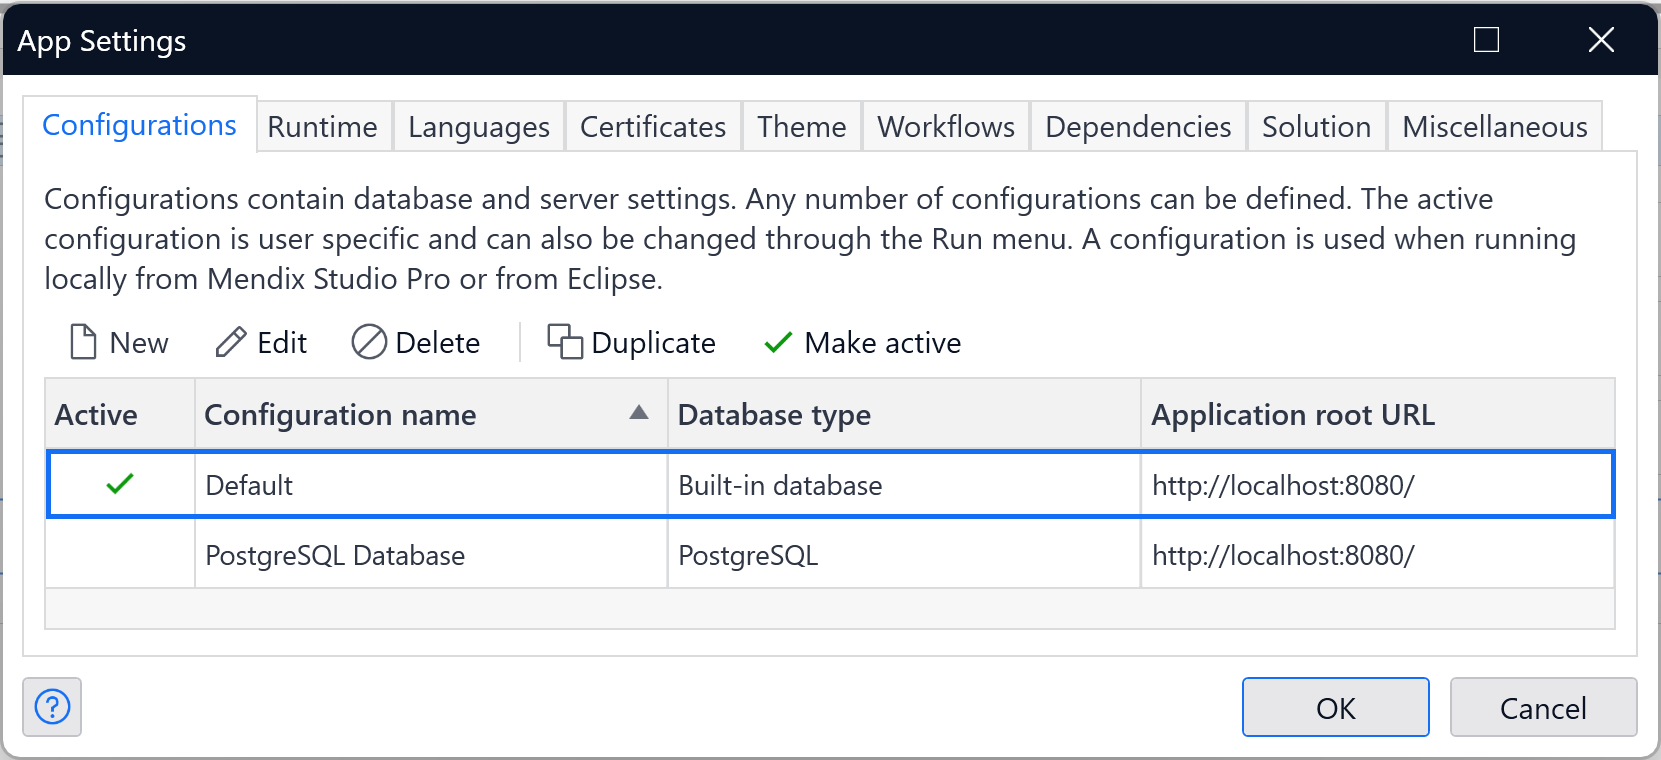 App Settings
Configurations Runtime Languages Certificates Theme Workflows Dependencies Solution Miscellaneous
Configurations contain database and server settings. Any number of configurations can be defined. The active
configuration is user specific and can also be changed through the Run menu. A configuration is used when running
locally from Mendix Studio Pro or from Eclipse.
New Edit Delete Duplicate Make active
Active Configuration name Database type Application root URL
Default Built-in database http://localhost:8080/
PostgreSQL Database PostgreSQL http://localhost:8080/
OK Cancel